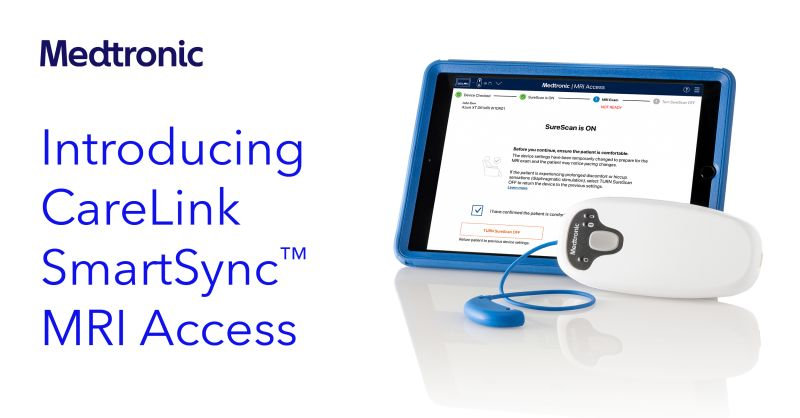 Medtronic
Introducing
CareLink
SmartSync™
MRI Access
Medtronic | MRI Access
Device Checked
SureScan is ON
MRI Exam
Turn SureScan OFF
NOT READY
SureScan is ON
Before you continue, ensure the patient is comfortable.
The device settings have been temporarily changed to prepare for the
MRI exam and the patient may notice pacing changes.
If the patient is experiencing prolonged discomfort or hiccup
sensations (diaphragmatic stimulation), select TURN SureScan
OFF to return the device to the previous settings.
Learn more
I have confirmed the patient is comfor
TURN SureScan OFF
Return patient to previous device settings
Medtronic